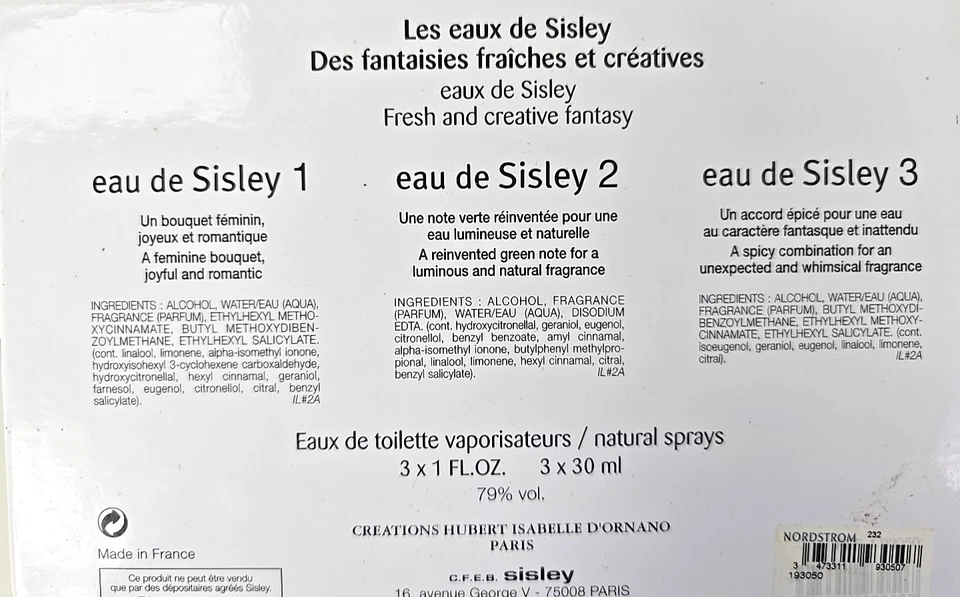 Les eaux de Sisley
Des fantaisies fraîches et créatives
eaux de Sisley
Fresh and creative fantasy
eau de Sisley 1
Un bouquet féminin,
joyeux et romantique
A feminine bouquet,
joyful and romantic
INGREDIENTS : ALCOHOL, WATER/EAU (AQUA),
FRAGRANCE (PARFUM), ETHYLHEXYL METHO-
XYCINNAMATE, BUTYL METHOXYDIBEN-
ZOYLMETHANE, ETHYLHEXYL SALICYLATE.
(cont. linalool, limonene, alpha-isomethyl ionone,
hydroxyisohexyl 3-cyclohexene carboxaldehyde,
hydroxycitronellal, hexyl cinnamal, geraniol,
farnesol, eugenol, citronellol, citral, benzyl
salicylate). IL#2A
eau de Sisley 2
Une note verte réinventée pour une
eau lumineuse et naturelle
A reinvented green note for a
luminous and natural fragrance
INGREDIENTS : ALCOHOL, FRAGRANCE
(PARFUM), WATER/EAU (AQUA), DISODIUM
EDTA. (cont. hydroxycitronellal, geraniol, eugenol,
citronellol, benzyl benzoate, amyl cinnamal,
alpha-isomethyl ionone, butylphenyl methylpro-
pional, linalool, limonene, hexyl cinnamal, citral,
benzyl salicylate). IL#2A
eau de Sisley 3
Un accord épicé pour une eau
au caractère fantasque et inattendu
A spicy combination for an
unexpected and whimsical fragrance
INGREDIENTS : ALCOHOL, WATER/EAU (AQUA),
FRAGRANCE (PARFUM), BUTYL METHOXYDI-
BENZOYLMETHANE, ETHYLHEXYL METHOXY-
CINNAMATE, ETHYLHEXYL SALICYLATE. (cont.
isoeugenol, geraniol, eugenol, linalool, limonene,
citral). IL#2A
Eaux de toilette vaporisateurs / natural sprays
3 x 1 FL.OZ. 3 x 30 ml
79% vol.
CREATIONS HUBERT ISABELLE D'ORNANO
PARIS
C.F.E.B. sisley
16, avenue George V - 75008 PARIS
Made in France
Ce produit ne peut être vendu
que par des dépositaires agréés Sisley.
NORDSTROM 232
3 473311 930507
193050